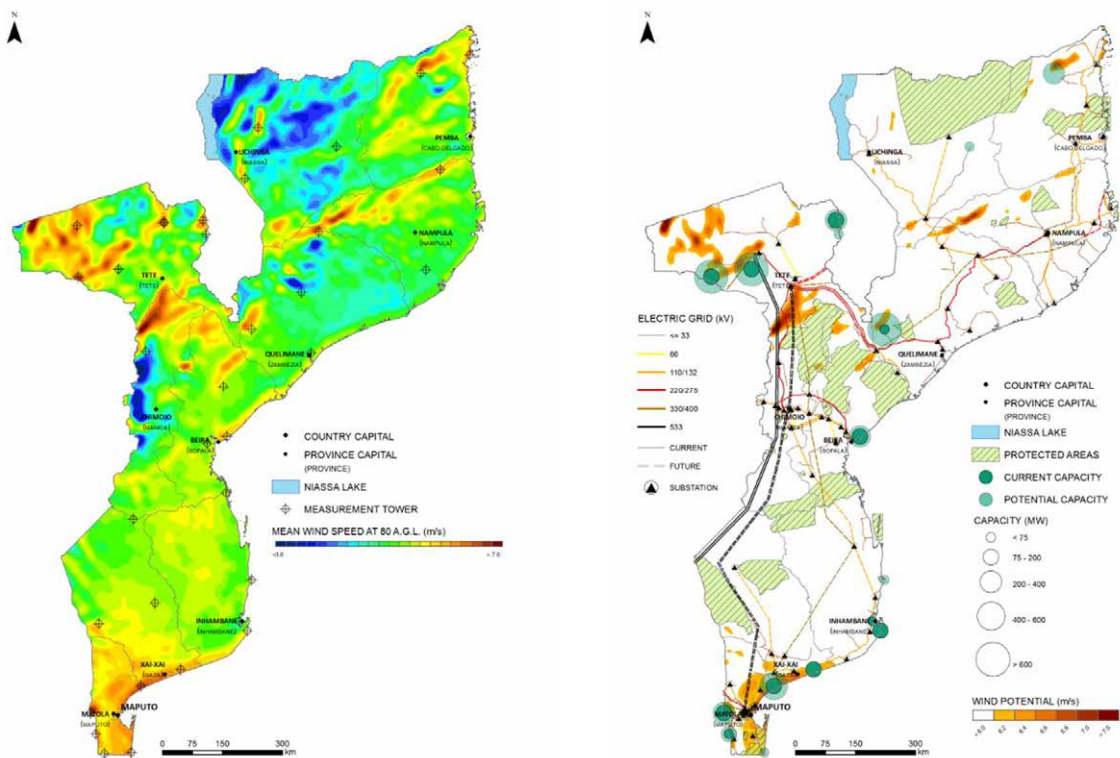 N
LICHINGA
(NIASSA)
PEMBA
(CABO DELGADO)
NAMPULA
(NAMPULA)
TETE
(TETE)
QUELIMANE
(ZAMBEZIA)
CHIMOIO
(MANICA)
BEIRA
(SOFALA)
COUNTRY CAPITAL
PROVINCE CAPITAL
(PROVINCE)
NIASSA LAKE
MEASUREMENT TOWER
MEAN WIND SPEED AT 80 A.G.L. (m/s)
INHAMBANE
(INHAMBANE)
XAI-XAI
(GAZA)
MAPUTO
MATOLA
(MAPUTO)
0 75 150 300
km
N
LICHINGA
(NIASSA)
PEMBA
(CABO DELGADO)
NAMPULA
(NAMPULA)
TETE
(TETE)
ELECTRIC GRID (kV)
<= 33
66
110/132
220/275
330/400
533
CURRENT
FUTURE
SUBSTATION
QUELIMANE
(ZAMBEZIA)
CHIMOIO
(MANICA)
BEIRA
(SOFALA)
COUNTRY CAPITAL
PROVINCE CAPITAL
(PROVINCE)
NIASSA LAKE
PROTECTED AREAS
CURRENT CAPACITY
POTENTIAL CAPACITY
CAPACITY (MW)
< 75
75 - 200
200 - 400
400 - 600
> 600
INHAMBANE
(INHAMBANE)
XAI-XAI
(GAZA)
MAPUTO
MATOLA
(MAPUTO)
WIND POTENTIAL (m/s)
0 75 150 300
km